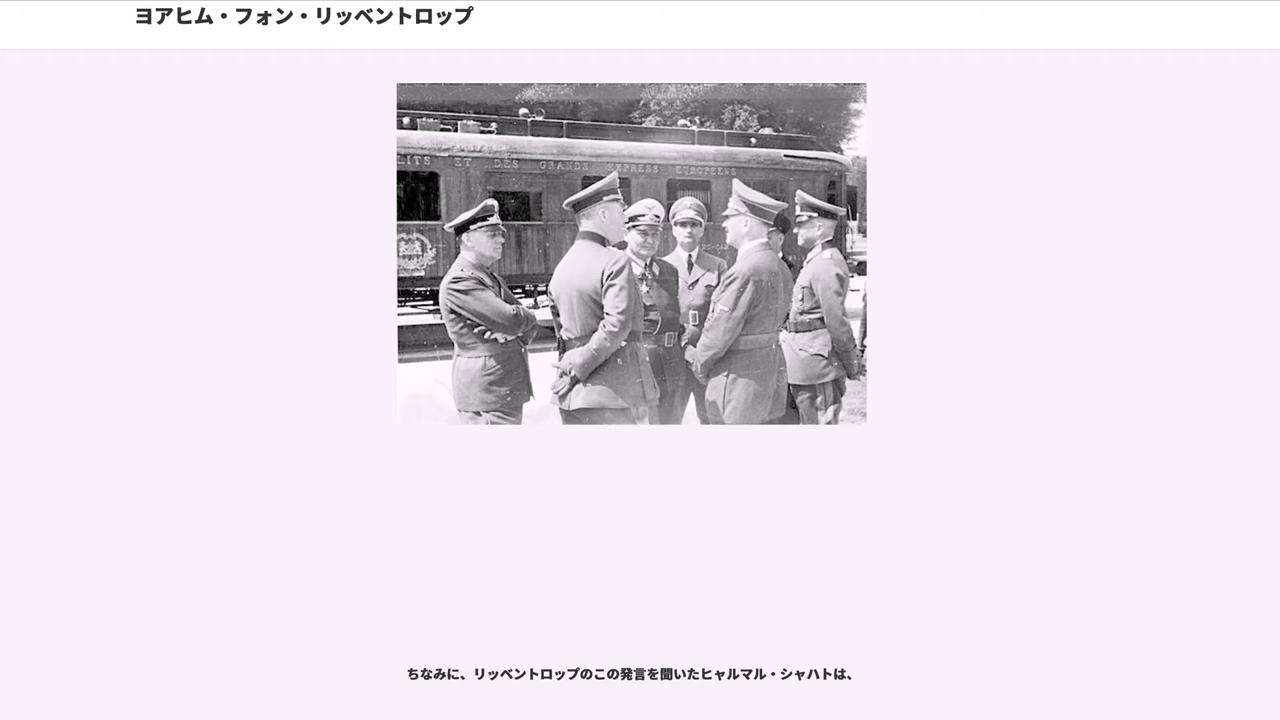 ヨアヒム・フォン・リッベントロップ
LITS ET DES GRANDS EXPRESS EUROPEENS
ちなみに、リッベントロップのこの発言を聞いたヒャルマル・シャハトは、